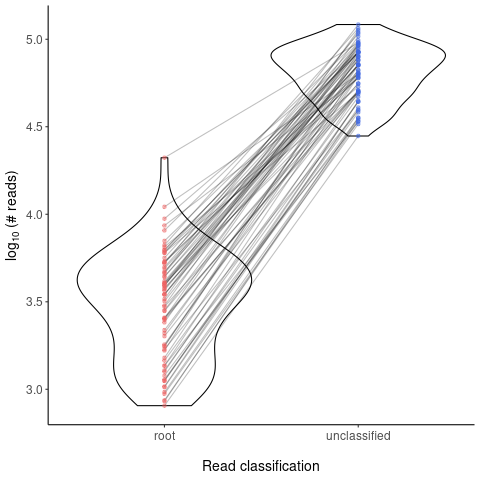 5.0
4.5
4.0
3.5
3.0
log₁₀ (# reads)
root unclassified
Read classification